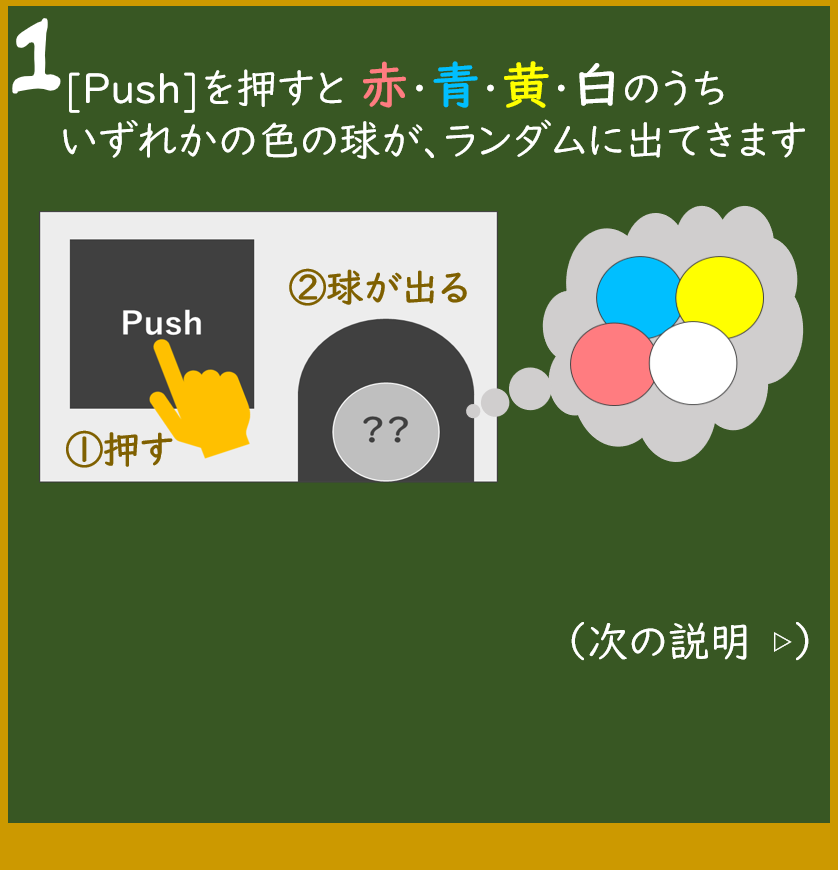 1
[Push]を押すと 赤・青・黄・白のうち
いずれかの色の球が、ランダムに出てきます
②球が出る
Push
??
①押す
(次の説明 ▷)